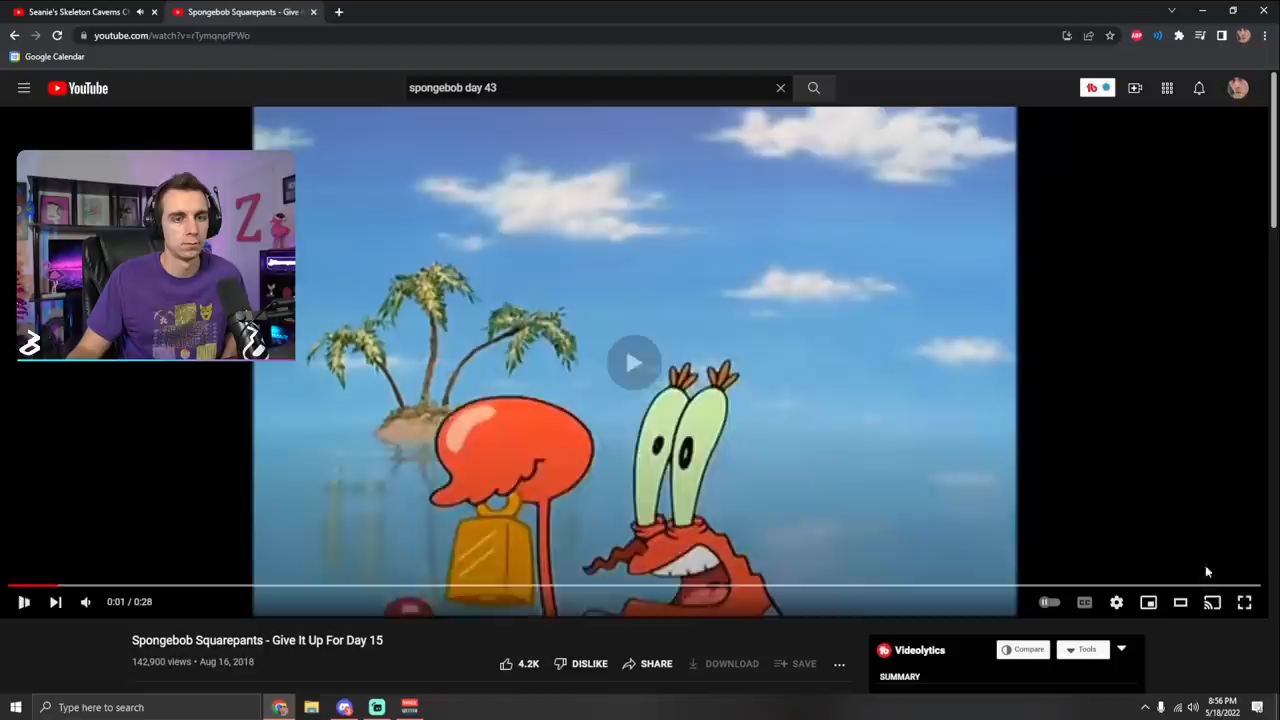 Seanie's Skeleton Caverns C
Spongebob Squarepants - Give It
youtube.com/watch?v=rTymqnpfPWo
Google Calendar
YouTube
spongebob day 43
Z
0:01 / 0:28
CC
Spongebob Squarepants - Give It Up For Day 15
142,900 views • Aug 16, 2018
4.2K
DISLIKE
SHARE
DOWNLOAD
SAVE
Videolytics
Compare
Tools
SUMMARY
Type here to search
8:56 PM
5/18/2022